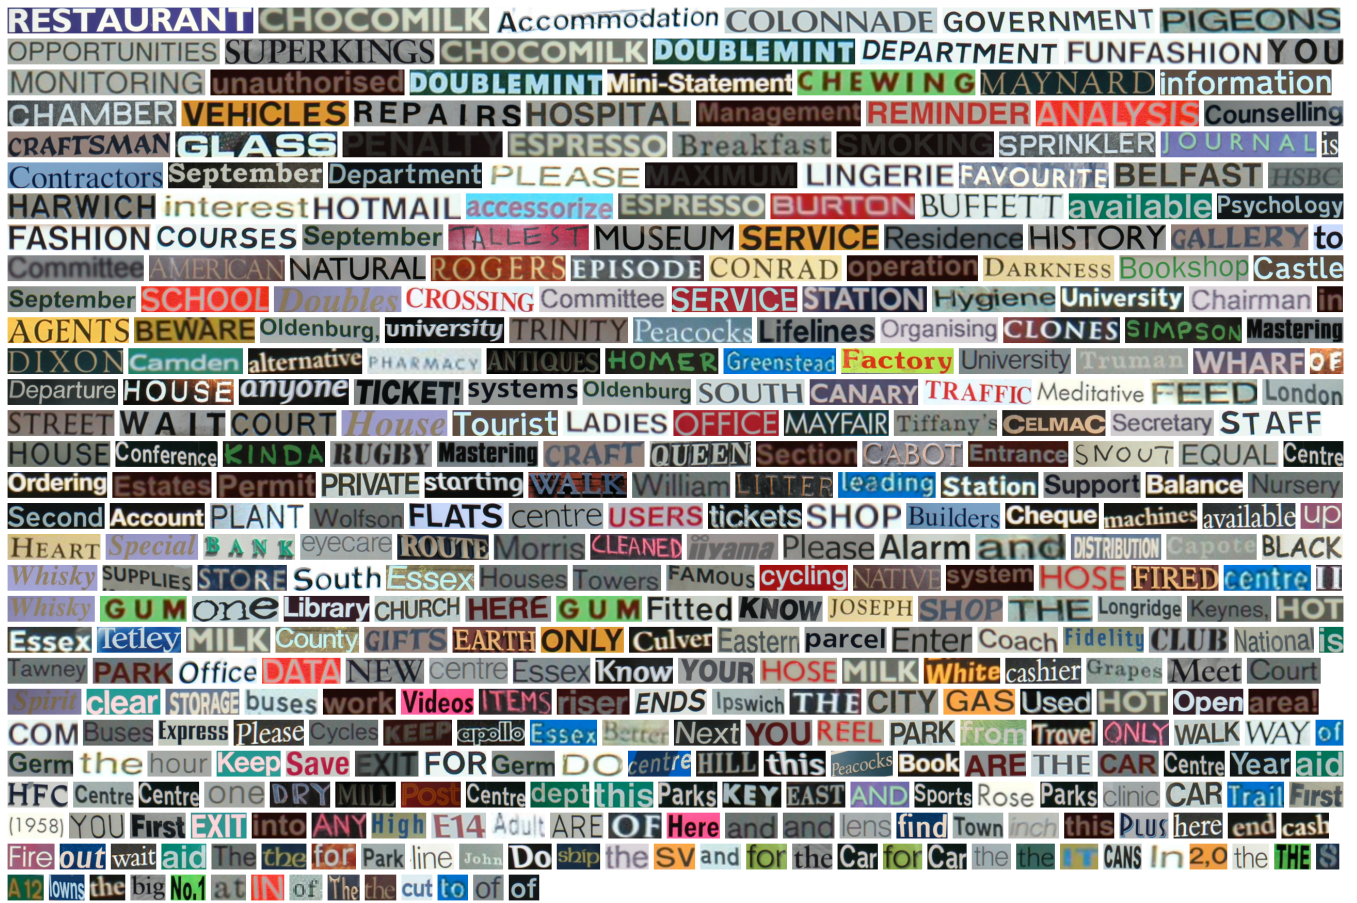 RESTAURANT CHOCOMILK Accommodation COLONNADE GOVERNMENT PIGEONS
OPPORTUNITIES SUPERKINGS CHOCOMILK DOUBLEMINT DEPARTMENT FUNFASHION YOU
MONITORING unauthorised DOUBLEMINT Mini-Statement CHEWING MAYNARD information
CHAMBER VEHICLES REPAIRS HOSPITAL Management REMINDER ANALYSIS Counselling
CRAFTSMAN GLASS PENALTY ESPRESSO Breakfast SMOKING SPRINKLER JOURNAL is
Contractors September Department PLEASE MAXIMUM LINGERIE FAVOURITE BELFAST HSBC
HARWICH interest HOTMAIL accessorize ESPRESSO BURTON BUFFETT available Psychology
FASHION COURSES September TALLEST MUSEUM SERVICE Residence HISTORY GALLERY to
Committee AMERICAN NATURAL ROGERS EPISODE CONRAD operation DARKNESS Bookshop Castle
September SCHOOL Doubles CROSSING Committee SERVICE STATION Hygiene University Chairman in
AGENTS BEWARE Oldenburg, university TRINITY Peacocks Lifelines Organising CLONES SIMPSON Mastering
DIXON Camden alternative PHARMACY ANTIQUES HOMER Greenstead Factory University Truman WHARF OF
Departure HOUSE anyone TICKET! systems Oldenburg SOUTH CANARY TRAFFIC Meditative FEED London
STREET WAIT COURT House Tourist LADIES OFFICE MAYFAIR Tiffany's CELMAC Secretary STAFF
HOUSE Conference KINDA RUGBY Mastering CRAFT QUEEN Section CABOT Entrance SNOUT EQUAL Centre
Ordering Estates Permit PRIVATE starting WALK William LITTER leading Station Support Balance Nursery
Second Account PLANT Wolfson FLATS centre USERS tickets SHOP Builders Cheque machines available up
HEART Special BANK eyecare ROUTE Morris CLEANED iiyama Please Alarm and DISTRIBUTION Capote BLACK
Whisky SUPPLIES STORE South Essex Houses Towers FAMOUS cycling NATIVE system HOSE FIRED centre II
Whisky GUM one Library CHURCH HERE GUM Fitted KNOW JOSEPH SHOP THE Longridge Keynes, HOT
Essex Tetley MILK County GIFTS EARTH ONLY Culver Eastern parcel Enter Coach Fidelity CLUB National is
Tawney PARK Office DATA NEW centre Essex Know YOUR HOSE MILK White cashier Grapes Meet Court
Spirit clear STORAGE buses work Videos ITEMS riser ENDS Ipswich THE CITY GAS Used HOT Open area!
COM Buses Express Please Cycles KEEP apollo Essex Better Next YOU REEL PARK from Travel ONLY WALK WAY of
Germ the hour Keep Save EXIT FOR Germ DO centre HILL this Peacocks Book ARE THE CAR Centre Year aid
HFC Centre Centre one DRY MILL Post Centre dept this Parks KEY EAST AND Sports Rose Parks clinic CAR Trail First
(1958) YOU First EXIT into ANY High E14 Adult ARE OF Here and and lens find Town inch this PLUS here end cash
Fire out wait aid The the for Park line John Do ship the SV and for the Car for Car the the IT CANS In 2,0 the THE
A12 lowns the big No.1 at IN of The the cut to of of